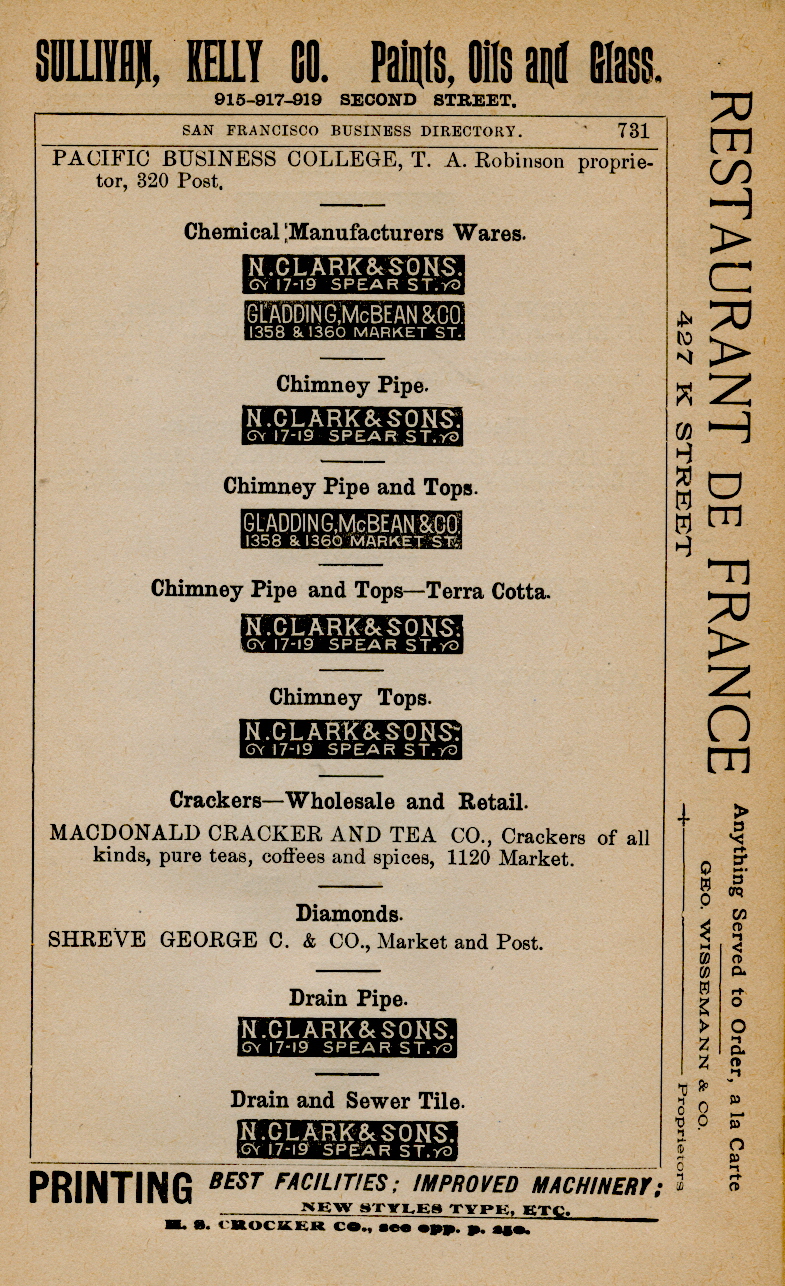 SULLIVAN, KELLY CO. Paints, Oils and Glass.
915-917-919 SECOND STREET.
SAN FRANCISCO BUSINESS DIRECTORY. 731
PACIFIC BUSINESS COLLEGE, T. A. Robinson proprie-
tor, 320 Post.
Chemical Manufacturers Wares.
N. CLARK & SONS.
17-19 SPEAR ST.
GLADDING, McBEAN & CO.
1358 & 1360 MARKET ST.
Chimney Pipe.
N. CLARK & SONS.
17-19 SPEAR ST.
Chimney Pipe and Tops.
GLADDING, McBEAN & CO.
1358 & 1360 MARKET ST.
Chimney Pipe and Tops—Terra Cotta.
N. CLARK & SONS.
17-19 SPEAR ST.
Chimney Tops.
N. CLARK & SONS.
17-19 SPEAR ST.
Crackers—Wholesale and Retail.
MACDONALD CRACKER AND TEA CO., Crackers of all
kinds, pure teas, coffees and spices, 1120 Market.
Diamonds.
SHREVE GEORGE C. & CO., Market and Post.
Drain Pipe.
N. CLARK & SONS.
17-19 SPEAR ST.
Drain and Sewer Tile.
N. CLARK & SONS.
17-19 SPEAR ST.
PRINTING BEST FACILITIES; IMPROVED MACHINERY;
NEW STYLES TYPE, ETC.
H. S. CROCKER CO., see opp. p.
RESTAURANT DE FRANCE
427 K STREET
Anything Served to Order, a la Carte
GEO. WISSEMANN & CO.
Proprietors